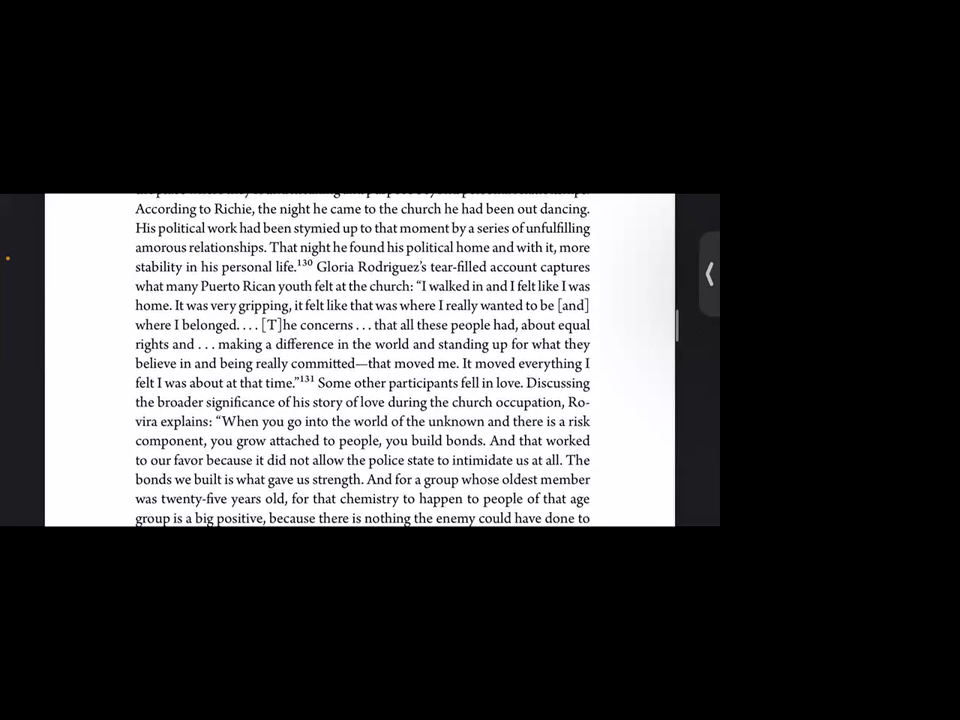 According to Richie, the night he came to the church he had been out dancing.
His political work had been stymied up to that moment by a series of unfulfilling
amorous relationships. That night he found his political home and with it, more
stability in his personal life.130 Gloria Rodriguez’s tear-filled account captures
what many Puerto Rican youth felt at the church: “I walked in and I felt like I was
home. It was very gripping, it felt like that was where I really wanted to be [and]
where I belonged. . . . [T]he concerns . . . that all these people had, about equal
rights and . . . making a difference in the world and standing up for what they
believe in and being really committed—that moved me. It moved everything I
felt I was about at that time.”131 Some other participants fell in love. Discussing
the broader significance of his story of love during the church occupation, Ro-
vira explains: “When you go into the world of the unknown and there is a risk
component, you grow attached to people, you build bonds. And that worked
to our favor because it did not allow the police state to intimidate us at all. The
bonds we built is what gave us strength. And for a group whose oldest member
was twenty-five years old, for that chemistry to happen to people of that age
group is a big positive, because there is nothing the enemy could have done to